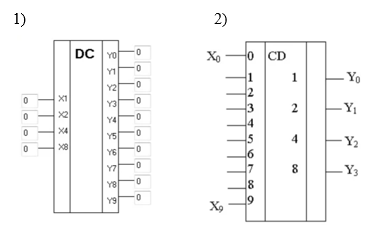 1) 2)
DC
Y0 0
Y1 0
Y2 0
Y3 0
0 X1 Y4 0
0 X2 Y5 0
0 X4 Y6 0
0 X8 Y7 0
Y8 0
Y9 0
X0 0 CD
1 1 Y0
2
3 2 Y1
4
5 4 Y2
6
7 8 Y3
8
X9 9